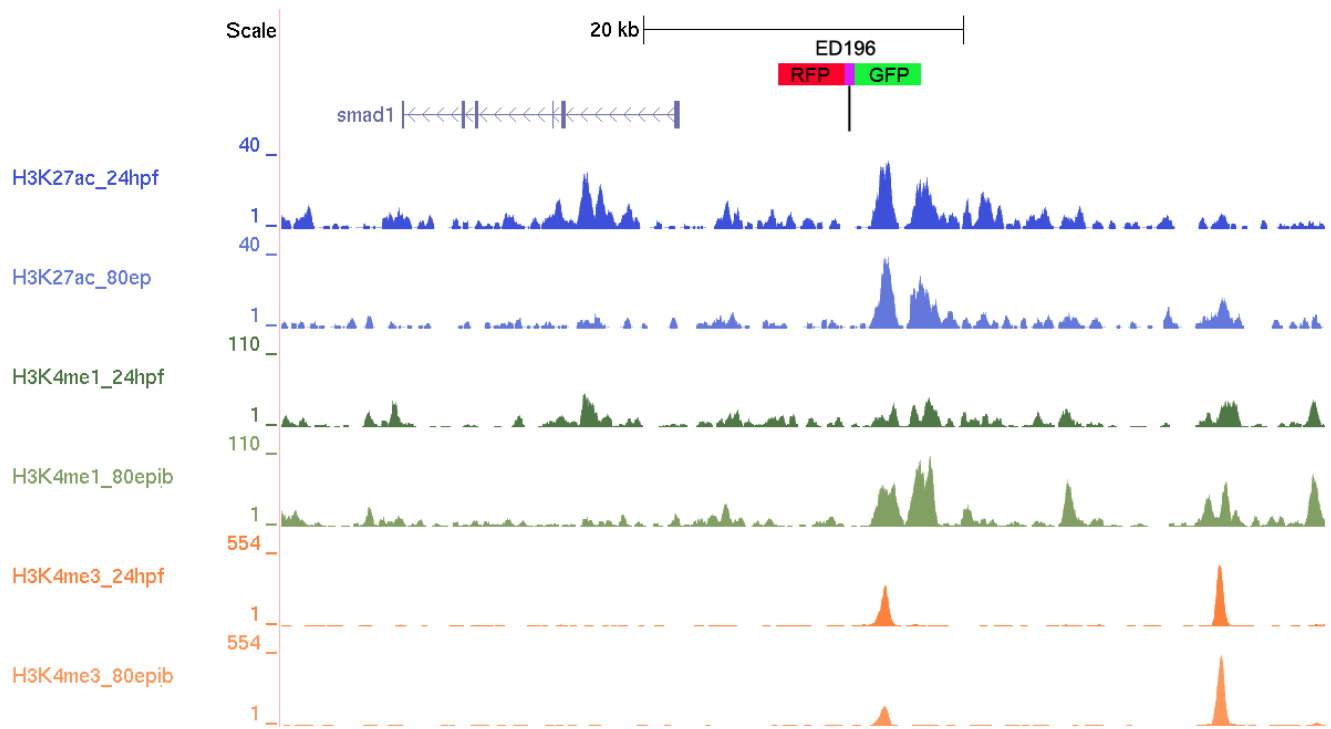 Scale
20 kb
ED196
RFP
GFP
smad1
40
H3K27ac_24hpf
1
40
H3K27ac_80ep
1
110
H3K4me1_24hpf
1
110
H3K4me1_80epib
1
554
H3K4me3_24hpf
1
554
H3K4me3_80epib
1